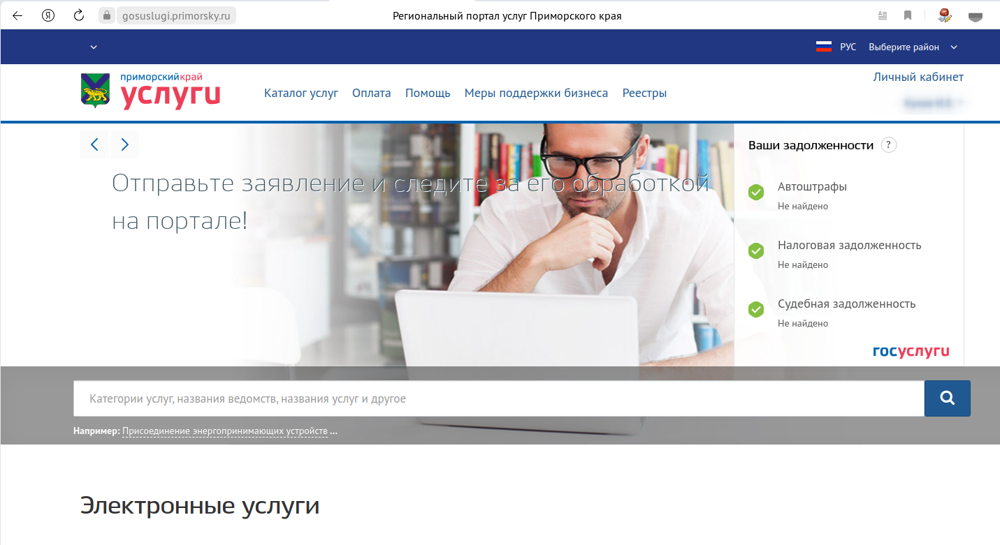 gosuslugi.primorsky.ru
Региональный портал услуг Приморского края
РУС Выберите район
приморскийкрай
услуги
Каталог услуг Оплата Помощь Меры поддержки бизнеса Реестры
Личный кабинет
Отправьте заявление и следите за его обработкой
на портале!
Ваши задолженности ?
Автоштрафы
Не найдено
Налоговая задолженность
Не найдено
Судебная задолженность
Не найдено
госуслуги
Категории услуг, названия ведомств, названия услуг и другое
Например: Присоединение энергопринимающих устройств ...
Электронные услуги